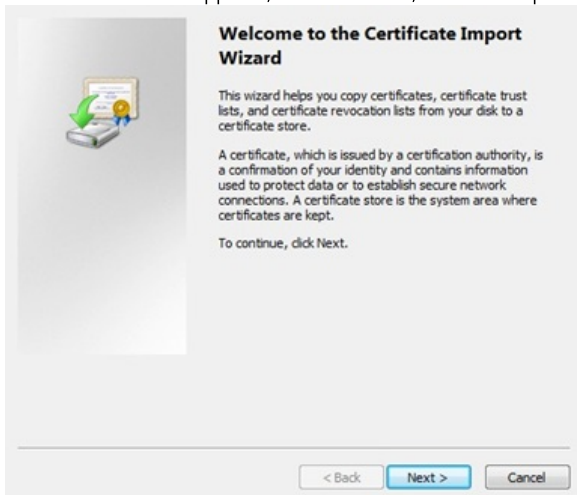 Welcome to the Certificate Import
Wizard
This wizard helps you copy certificates, certificate trust
lists, and certificate revocation lists from your disk to a
certificate store.
A certificate, which is issued by a certification authority, is
a confirmation of your identity and contains information
used to protect data or to establish secure network
connections. A certificate store is the system area where
certificates are kept.
To continue, click Next.
< Back Next > Cancel